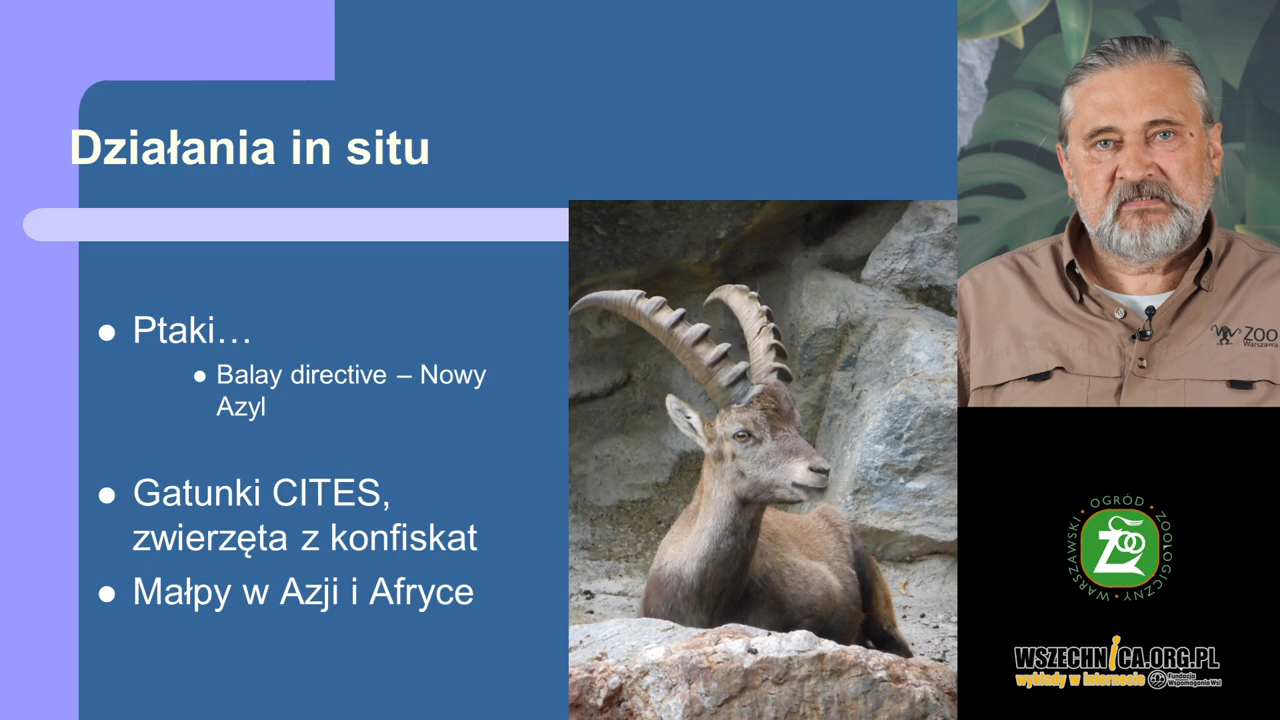 Działania in situ
Ptaki…
Balay directive – Nowy
Azyl
Gatunki CITES,
zwierzęta z konfiskat
Małpy w Azji i Afryce
ZOO
Warszawa
WARSZAWSKI • OGRÓD • ZOOLOGICZNY •
WSZECHNiCA.ORG.PL
wykłady w internecie
Fundacja
Wspomagania Wsi